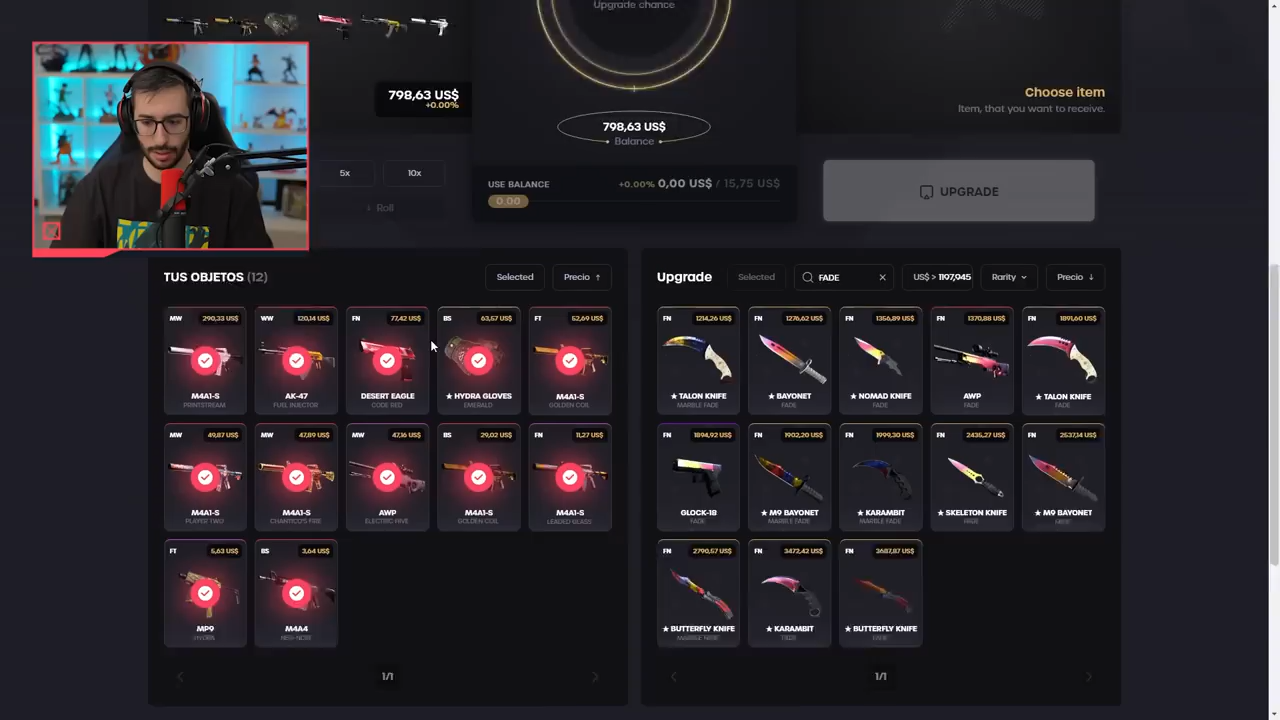 Upgrade chance
798,63 US$
+0.00%
798,63 US$
Balance
Choose item
Item, that you want to receive.
5x
10x
Roll
USE BALANCE
+0.00% 0,00 US$ / 15,75 US$
0.00
UPGRADE
TUS OBJETOS (12)
Selected
Precio ↑
MW 290,33 US$
M4A1-S
PRINTSTREAM
WW 120,14 US$
AK-47
FUEL INJECTOR
FN 77,42 US$
DESERT EAGLE
CODE RED
BS 63,57 US$
★ HYDRA GLOVES
EMERALD
FT 52,69 US$
M4A1-S
GOLDEN COIL
MW 49,87 US$
M4A1-S
PLAYER TWO
MW 47,89 US$
M4A1-S
CHANTICO'S FIRE
MW 47,16 US$
AWP
ELECTRIC HIVE
BS 29,02 US$
M4A1-S
GOLDEN COIL
FN 11,27 US$
M4A1-S
LEADED GLASS
FT 5,63 US$
MP9
HYDRA
BS 3,64 US$
M4A4
NEO-NOIR
1/1
Upgrade
Selected
FADE
US$ > 1197,945
Rarity
Precio ↓
FN 1214,26 US$
★ TALON KNIFE
MARBLE FADE
FN 1276,62 US$
★ BAYONET
FADE
FN 1356,89 US$
★ NOMAD KNIFE
FADE
FN 1370,88 US$
AWP
FADE
FN 1891,60 US$
★ TALON KNIFE
FADE
FN 1894,92 US$
GLOCK-18
FADE
FN 1902,20 US$
★ M9 BAYONET
MARBLE FADE
FN 1999,30 US$
★ KARAMBIT
MARBLE FADE
FN 2435,27 US$
★ SKELETON KNIFE
FADE
FN 2537,14 US$
★ M9 BAYONET
FADE
FN 2790,57 US$
★ BUTTERFLY KNIFE
MARBLE FADE
FN 3472,42 US$
★ KARAMBIT
FADE
FN 3687,87 US$
★ BUTTERFLY KNIFE
FADE
1/1